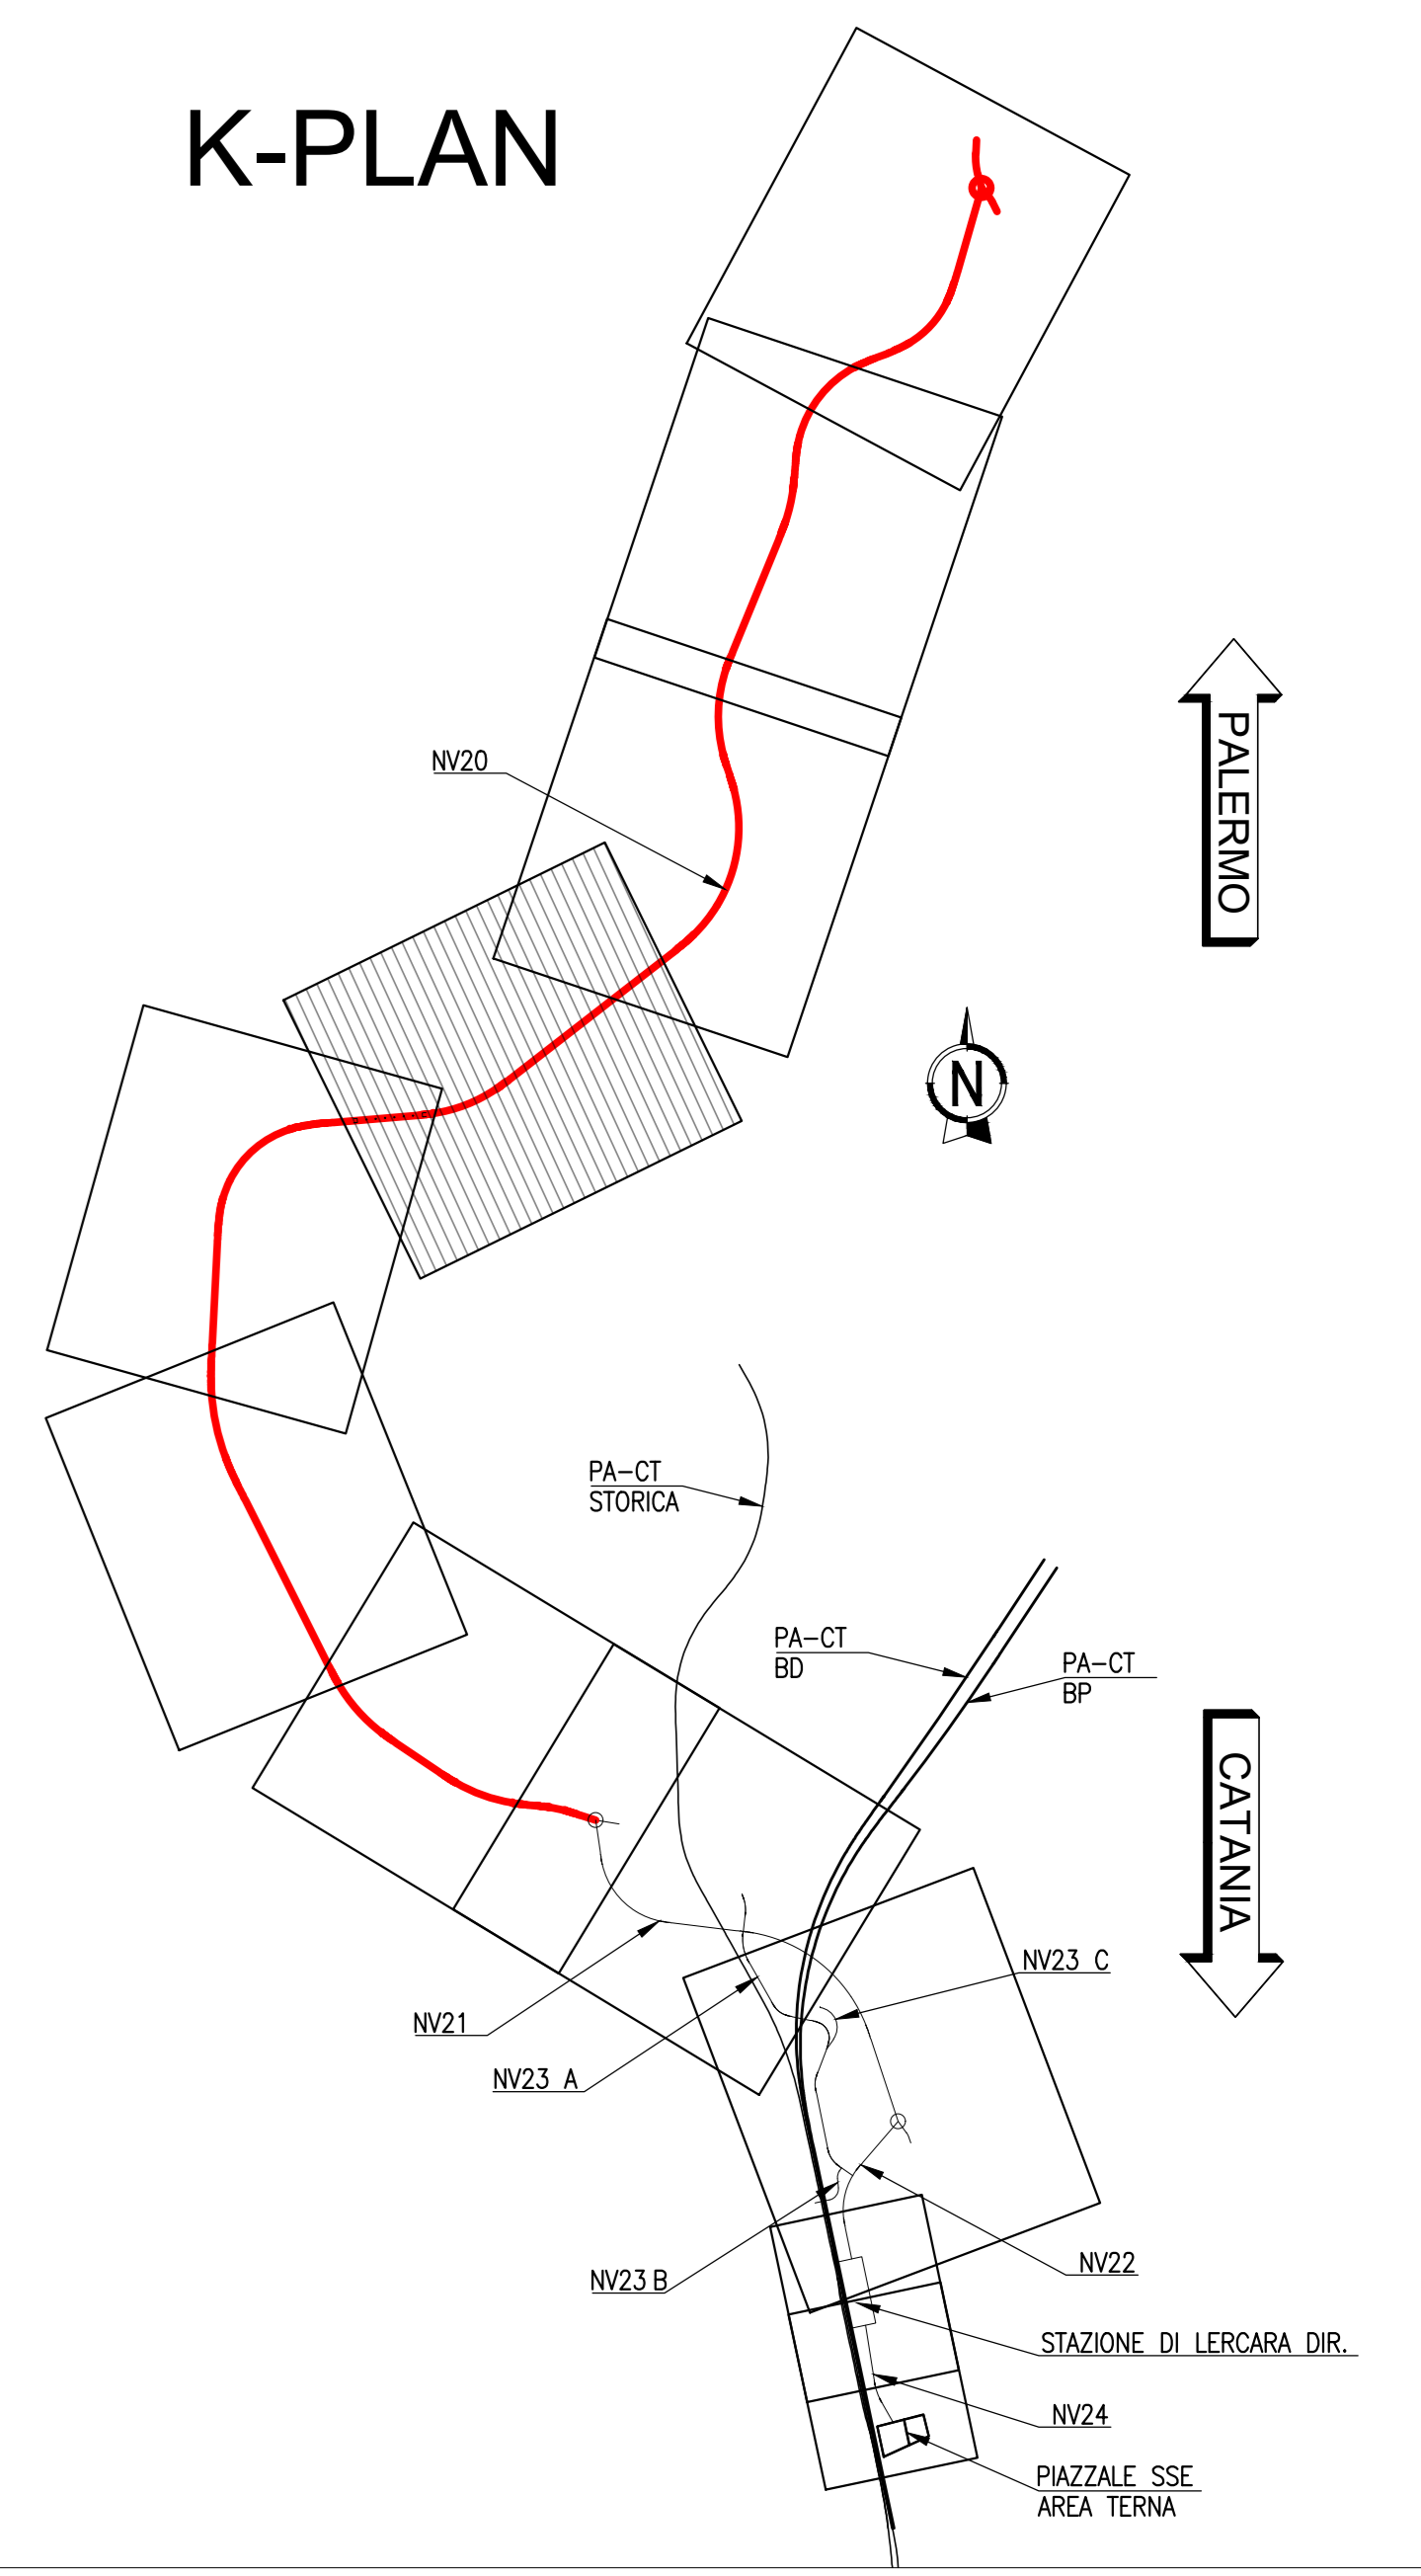 K-PLAN
PALERMO
NV20
N
PA-CT
STORICA
PA-CT
BD
PA-CT
BP
CATANIA
NV23 C
NV21
NV23 A
NV22
NV23 B
STAZIONE DI LERCARA DIR.
NV24
PIAZZALE SSE
AREA TERNA